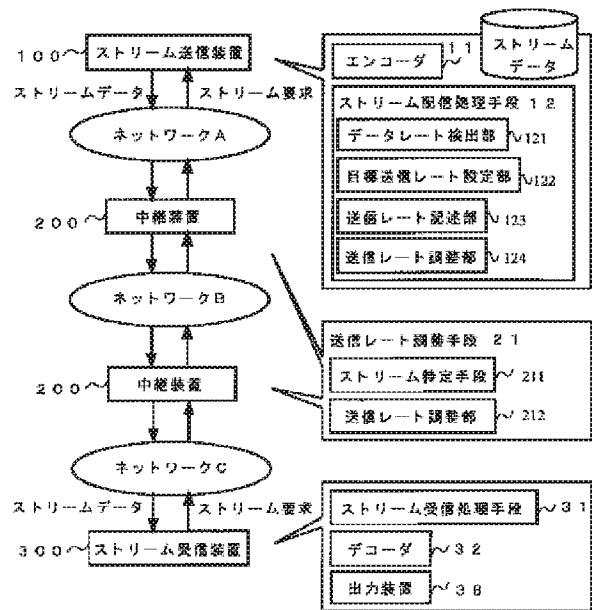 100 ストリーム送信装置
ストリームデータ ストリーム要求
ネットワークA
200 中継装置
ネットワークB
200 中継装置
ネットワークC
ストリームデータ ストリーム要求
300 ストリーム受信装置
エンコーダ 11
ストリーム
データ
ストリーム配信処理手段 12
データレート検出部 121
目標送信レート設定部 122
送信レート記述部 123
送信レート調整部 124
送信レート調整手段 21
ストリーム特定手段 211
送信レート調整部 212
ストリーム受信処理手段 31
デコーダ 32
出力装置 38